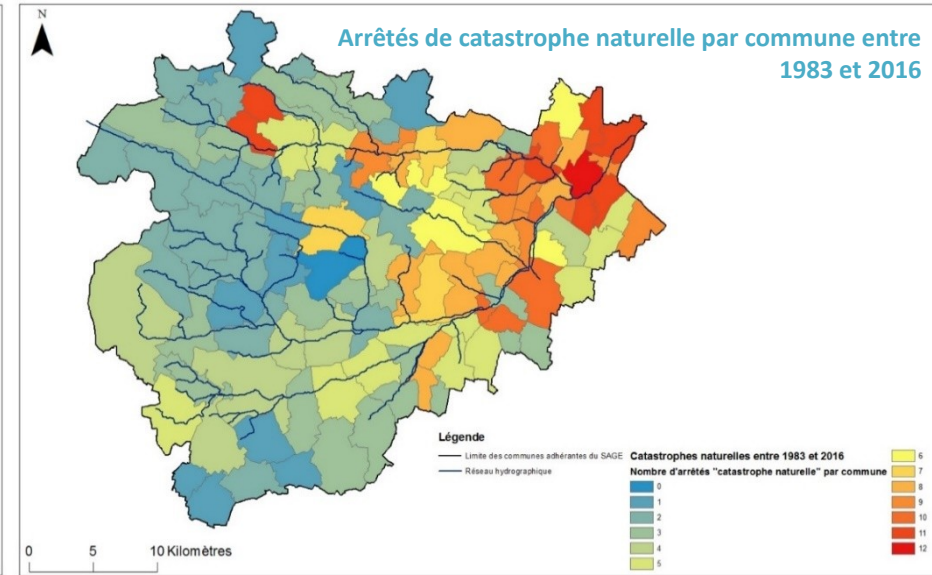 N
Arrêtés de catastrophe naturelle par commune entre
1983 et 2016
Légende
Limite des communes adhérantes du SAGE
Réseau hydrographique
Catastrophes naturelles entre 1983 et 2016
Nombre d'arrêtés "catastrophe naturelle" par commune
0
1
2
3
4
5
6
7
8
9
10
11
12
0 5 10 Kilomètres